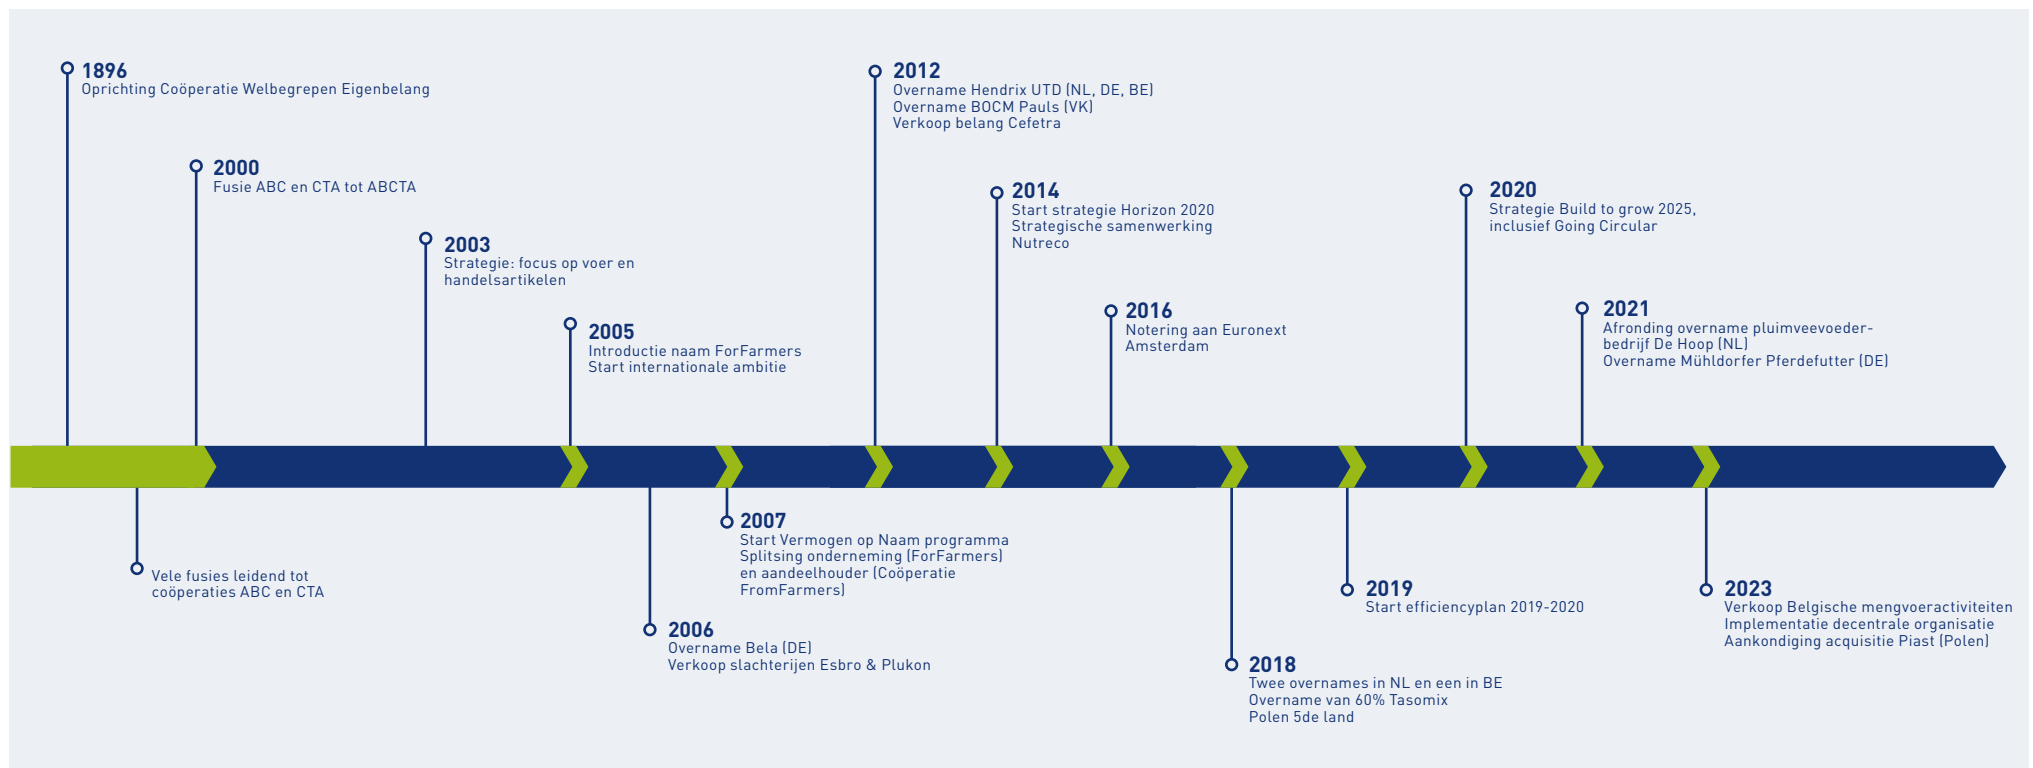 1896
Oprichting Coöperatie Welbegrepen Eigenbelang
Vele fusies leidend tot
coöperaties ABC en CTA
2000
Fusie ABC en CTA tot ABCTA
2003
Strategie: focus op voer en
handelsartikelen
2005
Introductie naam ForFarmers
Start internationale ambitie
2006
Overname Bela (DE)
Verkoop slachterijen Esbro & Plukon
2007
Start Vermogen op Naam programma
Splitsing onderneming (ForFarmers)
en aandeelhouder (Coöperatie
FromFarmers)
2012
Overname Hendrix UTD (NL, DE, BE)
Overname BOCM Pauls (VK)
Verkoop belang Cefetra
2014
Start strategie Horizon 2020
Strategische samenwerking
Nutreco
2016
Notering aan Euronext
Amsterdam
2018
Twee overnames in NL en een in BE
Overname van 60% Tasomix
Polen 5de land
2019
Start efficiencyplan 2019-2020
2020
Strategie Build to grow 2025,
inclusief Going Circular
2021
Afronding overname pluimveevoeder-
bedrijf De Hoop (NL)
Overname Mühldorfer Pferdefutter (DE)
2023
Verkoop Belgische mengvoeractiviteiten
Implementatie decentrale organisatie
Aankondiging acquisitie Piast (Polen)